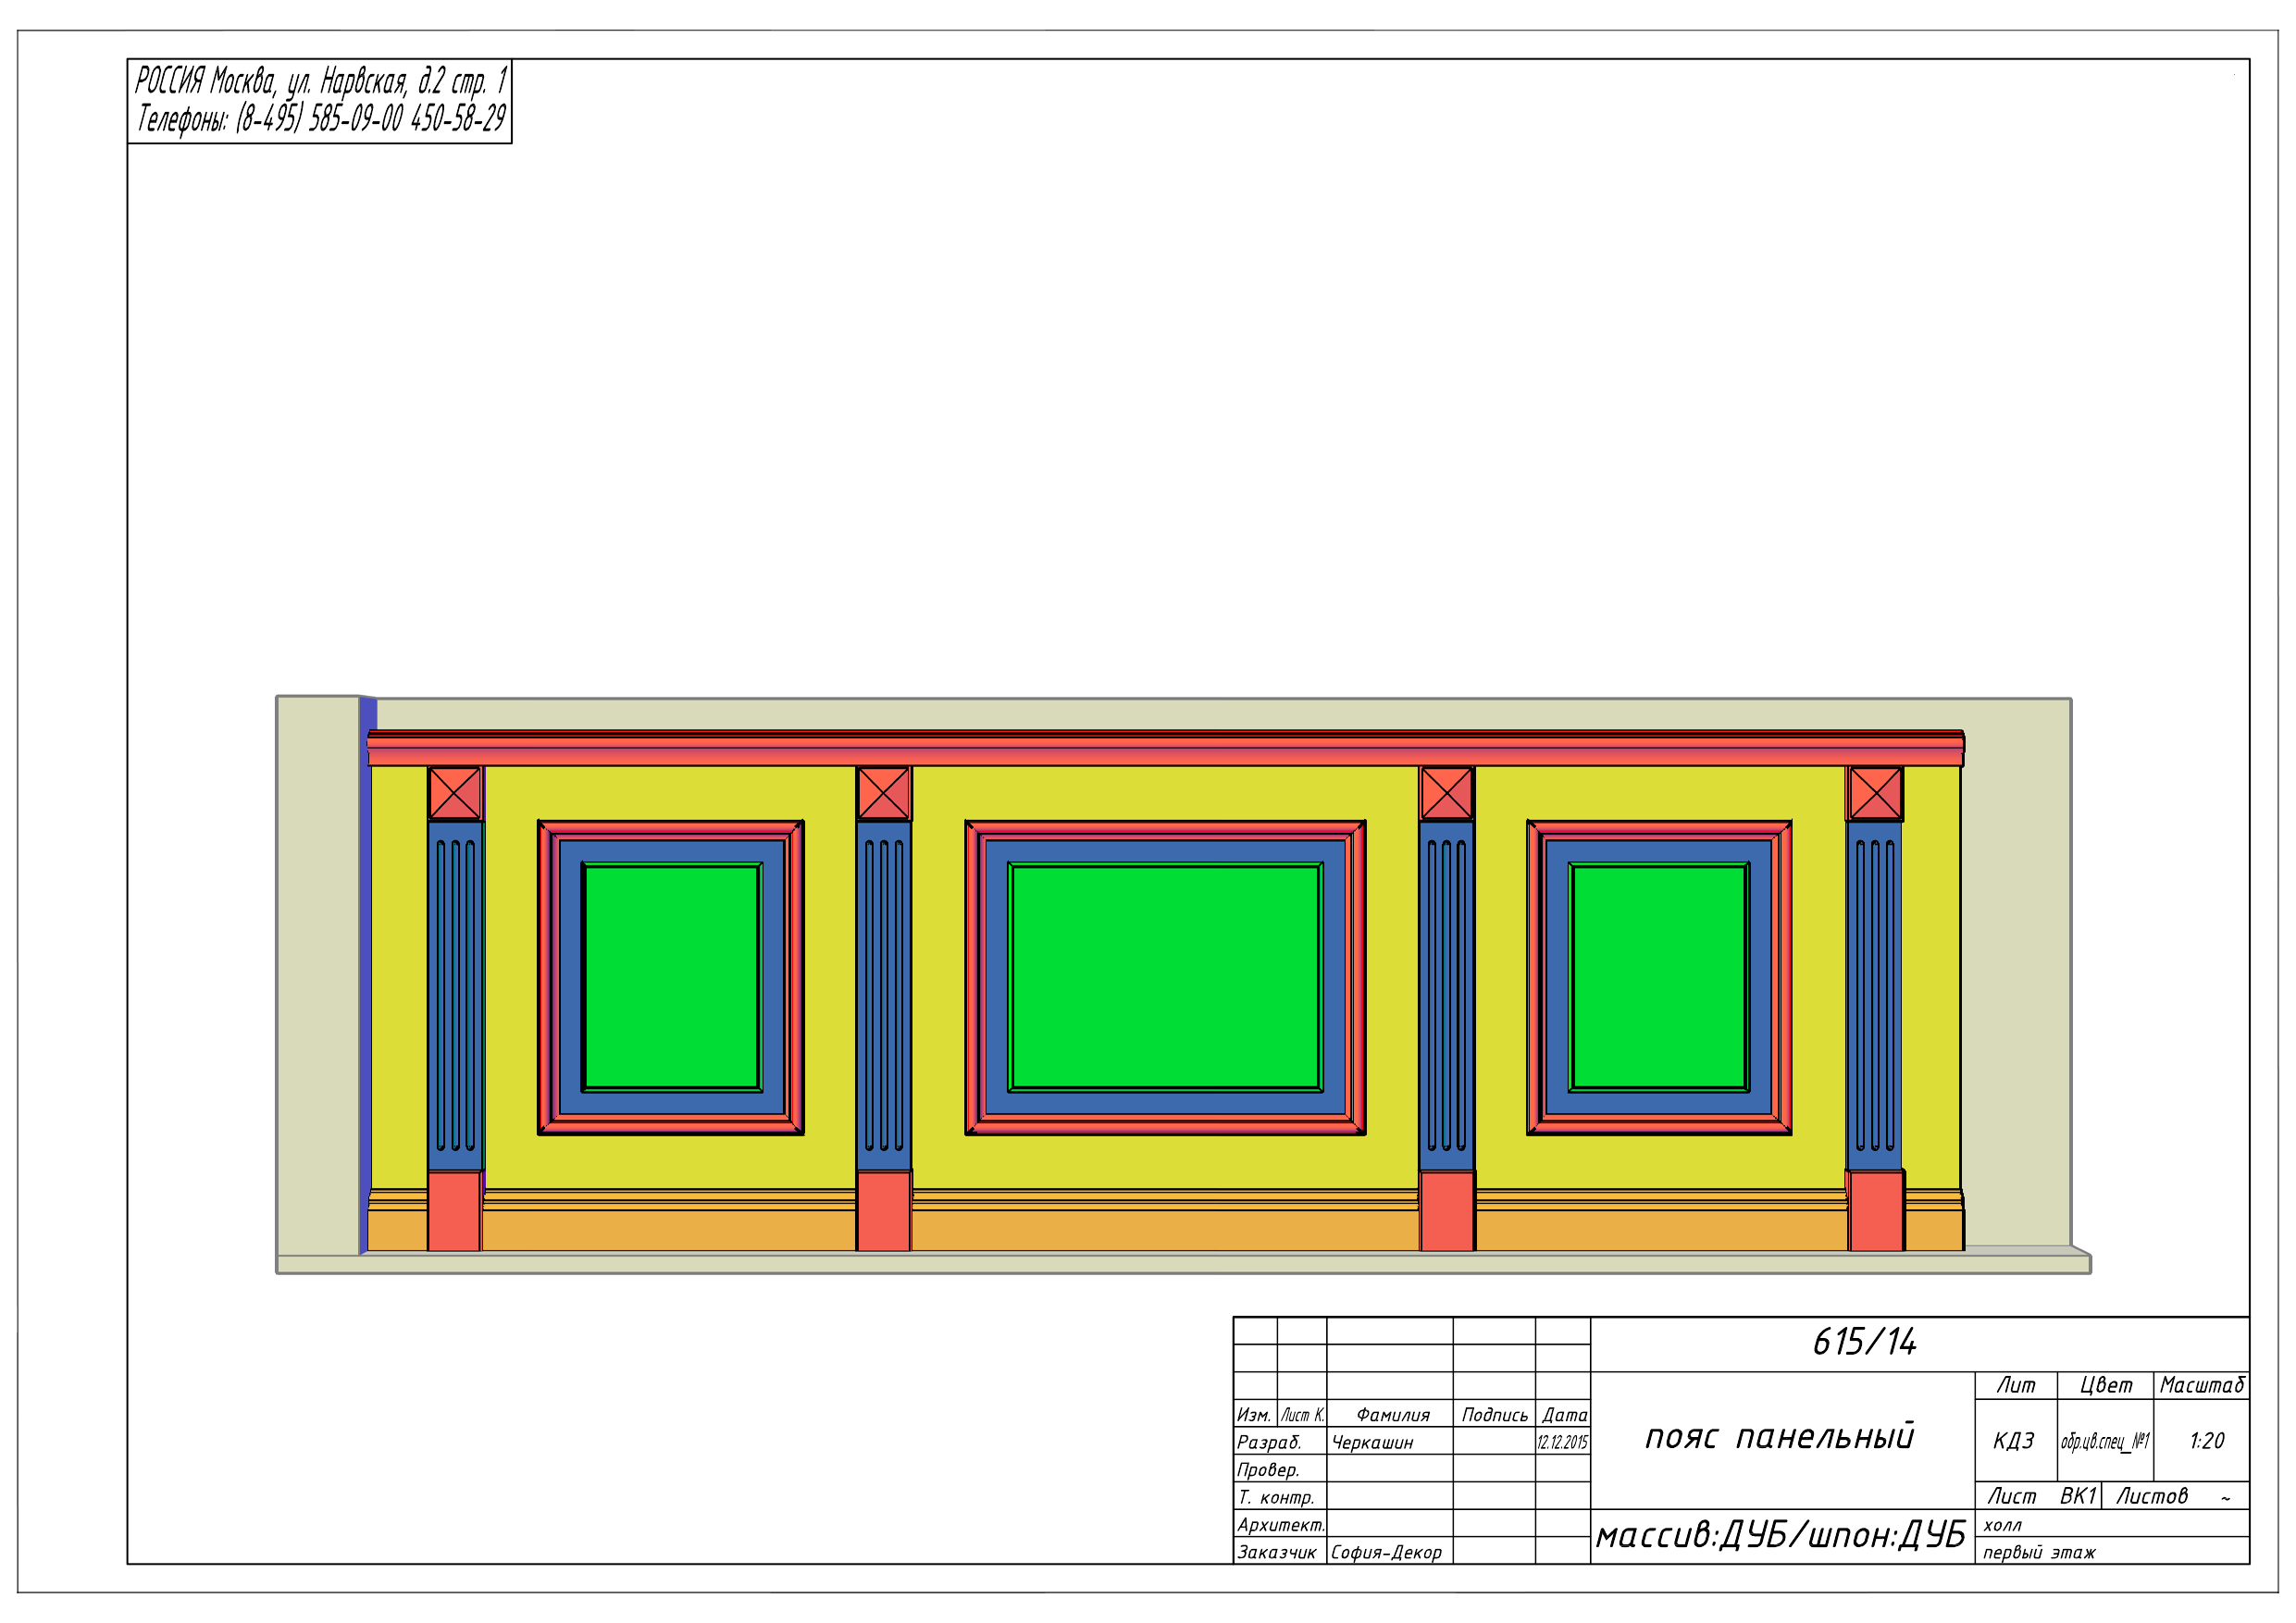 РОССИЯ Москва, ул. Нарвская, д.2 стр. 1
Телефоны: (8-495) 585-09-00 450-58-29
615/14
Лит Цвет Масштаб
Изм. Лист К. Фамилия Подпись Дата
пояс панельный
КДЗ обр.цв.спец_№1 1:20
Разраб. Черкашин 12.12.2015
Провер.
Т. контр.
Лист ВК1 Листов ~
Архитект.
массив:ДУБ/шпон:ДУБ
холл
Заказчик София-Декор
первый этаж